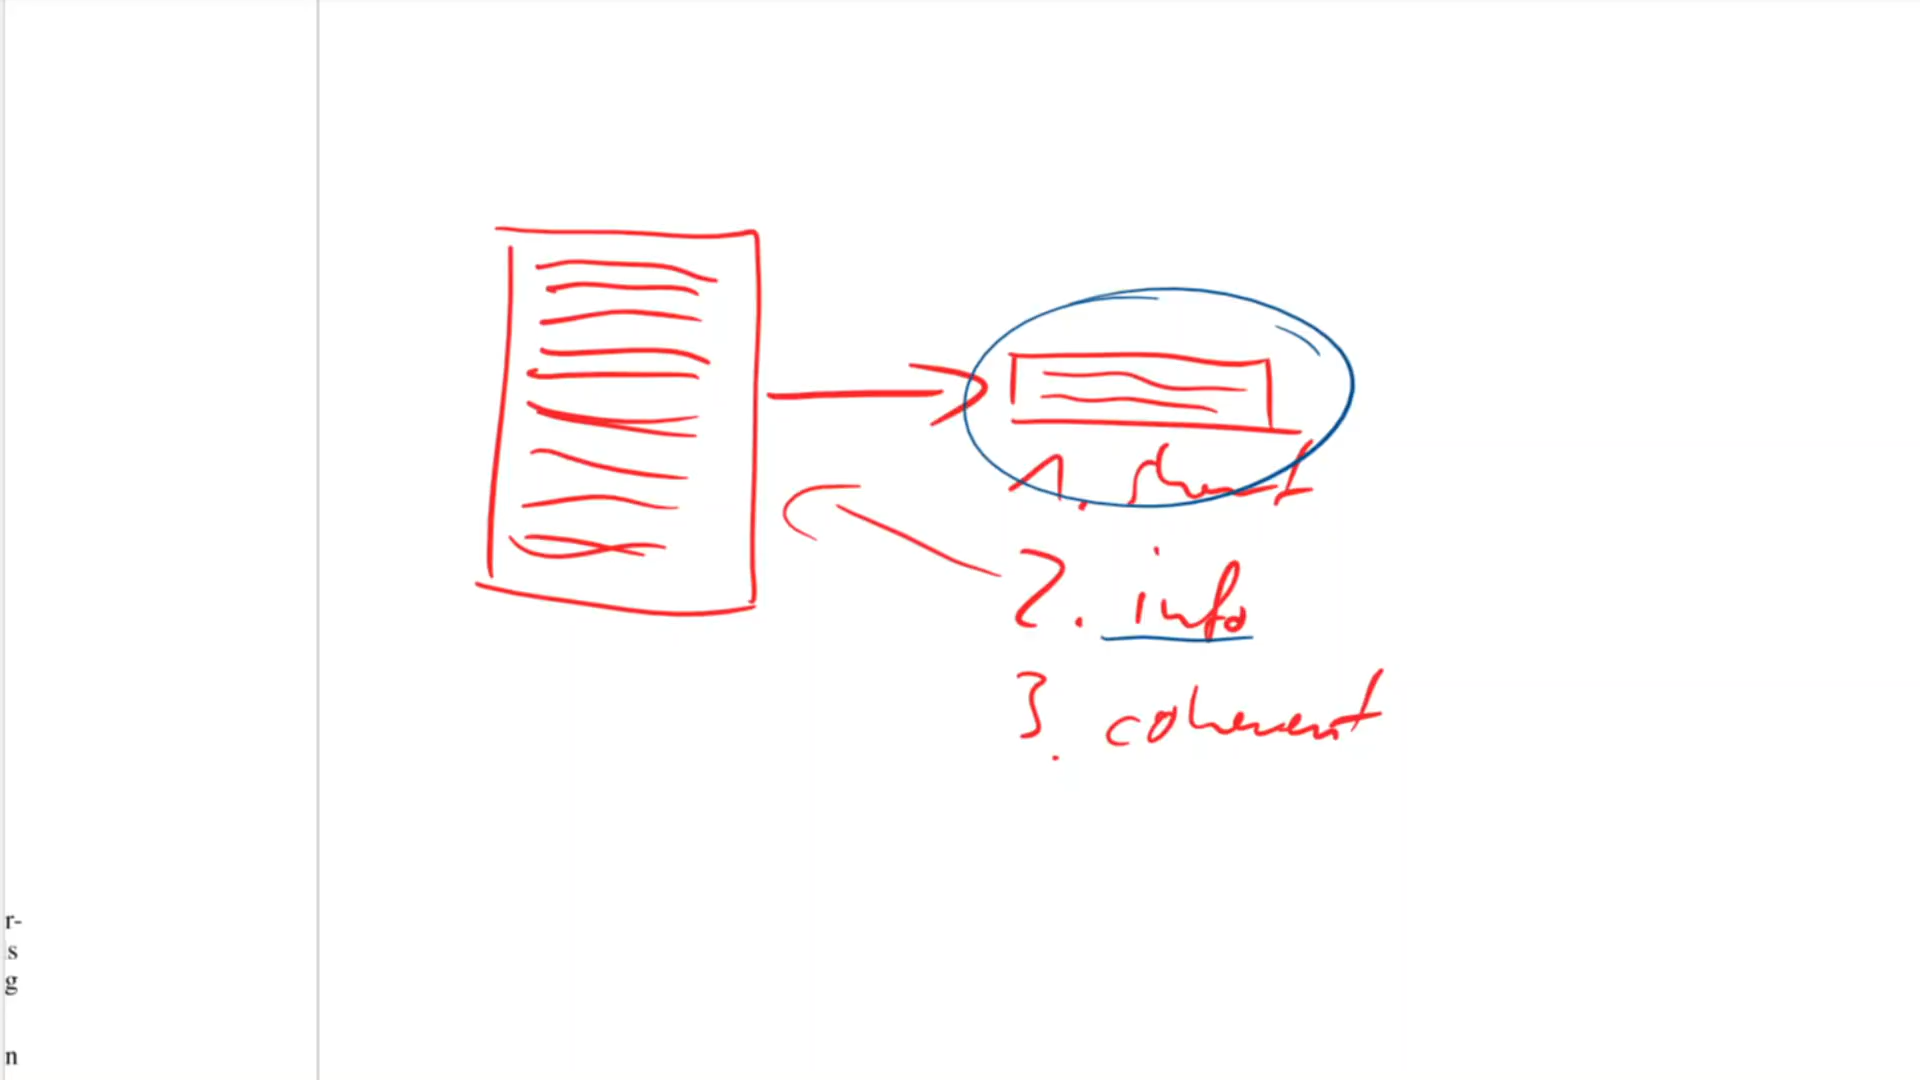 1. short
2. info
3. coherent
r-
s
g
n